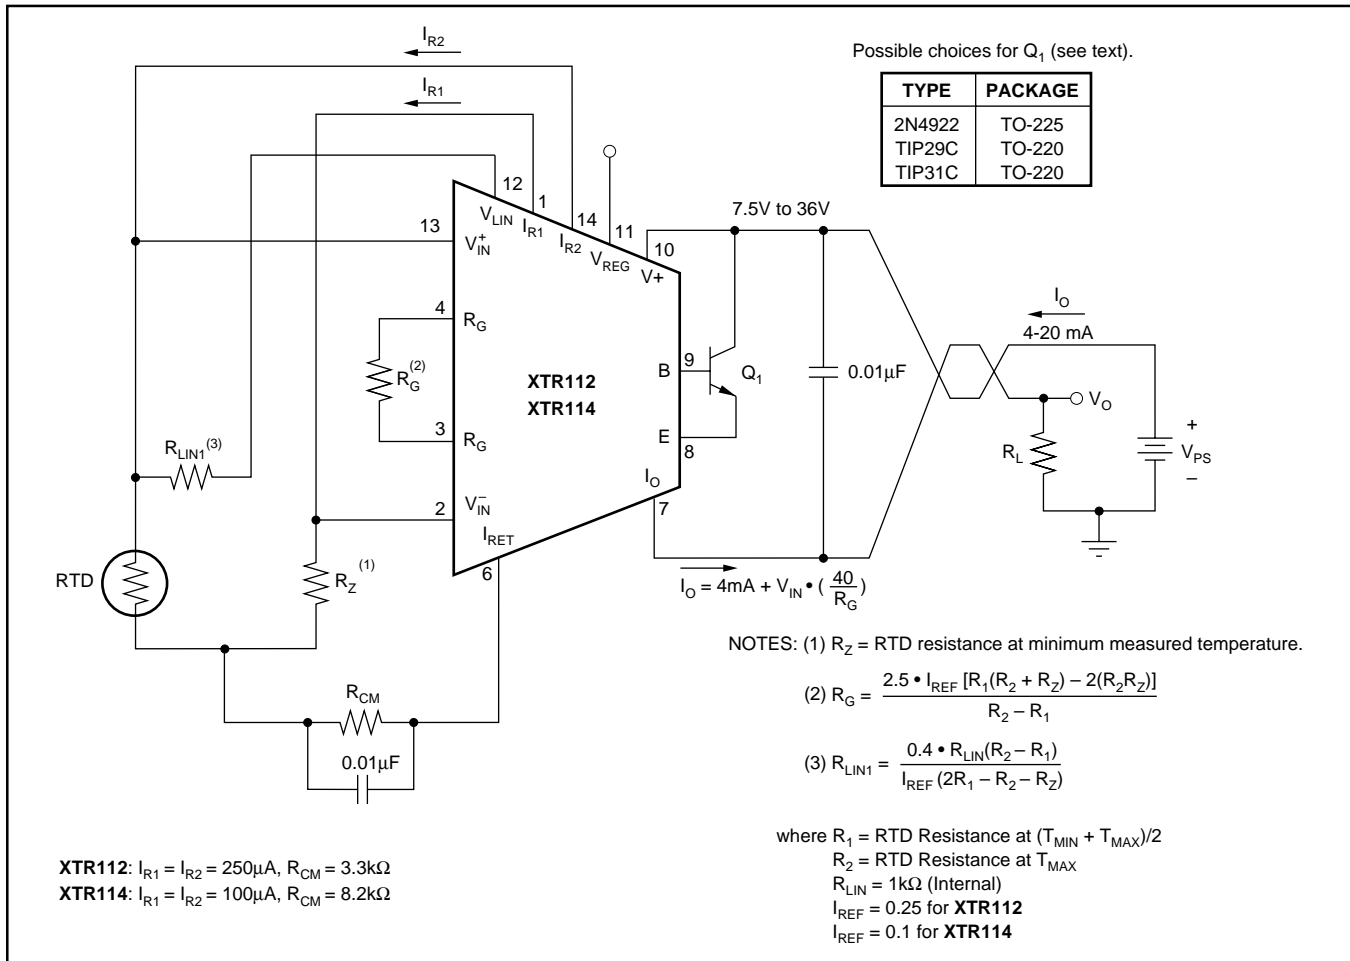 I_R2
Possible choices for Q_1 (see text).
I_R1
TYPE PACKAGE
2N4922 TO-225
TIP29C TO-220
TIP31C TO-220
12
1
14
11
10
7.5V to 36V
13
V_LIN
I_R1
I_R2
V_REG
V+
V_IN^+
4
R_G
R_G^(2)
3
R_G
XTR112
XTR114
B
9
Q_1
E
8
0.01μF
I_O
4-20 mA
V_O
R_L
+
V_PS
–
R_LIN1^(3)
2
V_IN^–
I_RET
6
I_O
7
RTD
R_Z^(1)
I_O = 4mA + V_IN • (40/R_G)
R_CM
0.01μF
NOTES: (1) R_Z = RTD resistance at minimum measured temperature.
(2) R_G = 2.5 • I_REF [R_1(R_2 + R_Z) – 2(R_2R_Z)] / R_2 – R_1
(3) R_LIN1 = 0.4 • R_LIN(R_2 – R_1) / I_REF (2R_1 – R_2 – R_Z)
where R_1 = RTD Resistance at (T_MIN + T_MAX)/2
R_2 = RTD Resistance at T_MAX
R_LIN = 1kΩ (Internal)
I_REF = 0.25 for XTR112
I_REF = 0.1 for XTR114
XTR112: I_R1 = I_R2 = 250μA, R_CM = 3.3kΩ
XTR114: I_R1 = I_R2 = 100μA, R_CM = 8.2kΩ